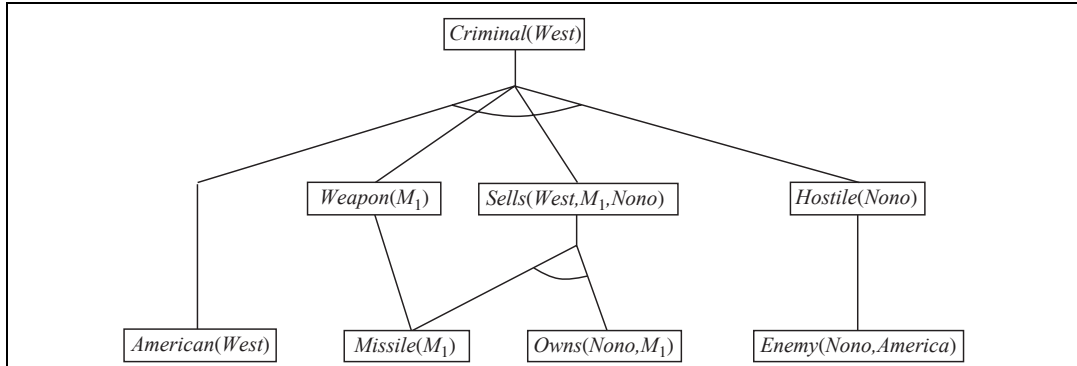 Criminal(West)
Weapon(M1)
Sells(West,M1,Nono)
Hostile(Nono)
American(West)
Missile(M1)
Owns(Nono,M1)
Enemy(Nono,America)